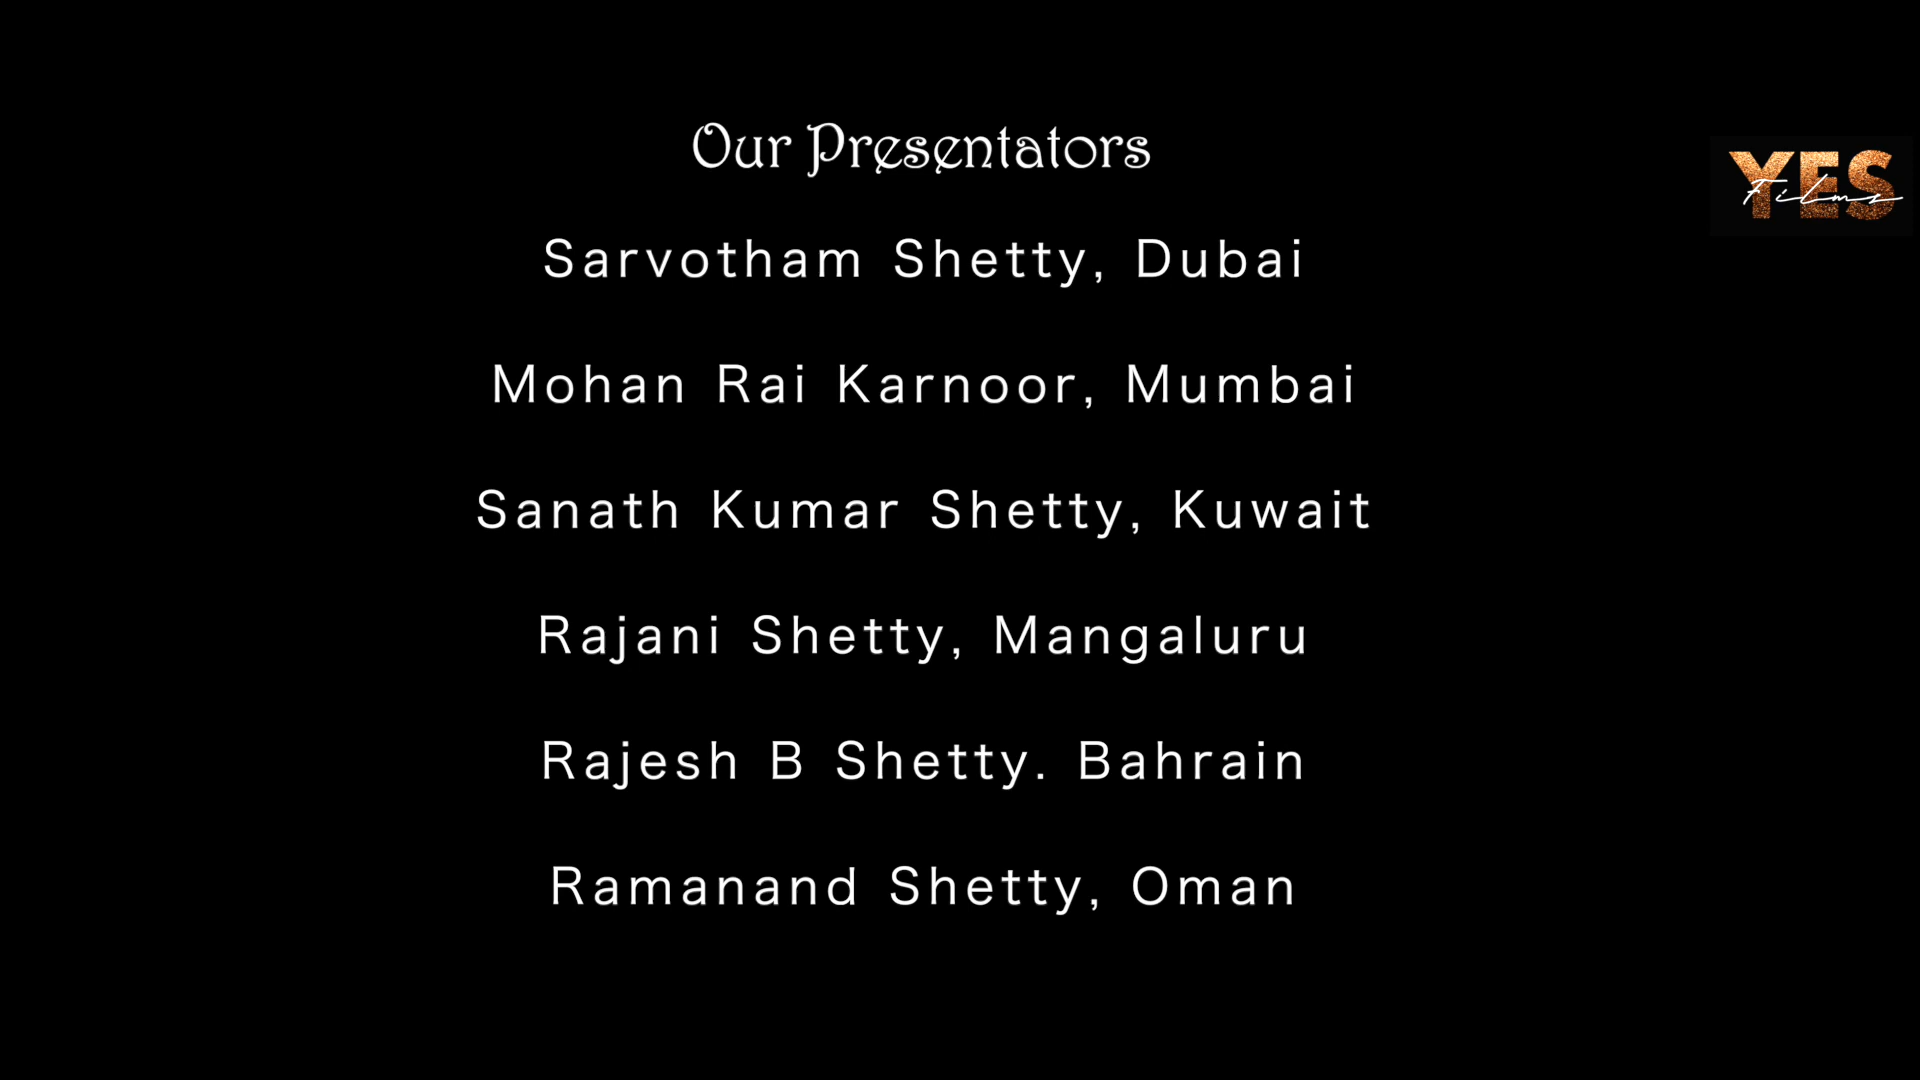 Our Presentators
YES
Films
Sarvotham Shetty, Dubai
Mohan Rai Karnoor, Mumbai
Sanath Kumar Shetty, Kuwait
Rajani Shetty, Mangaluru
Rajesh B Shetty. Bahrain
Ramanand Shetty, Oman